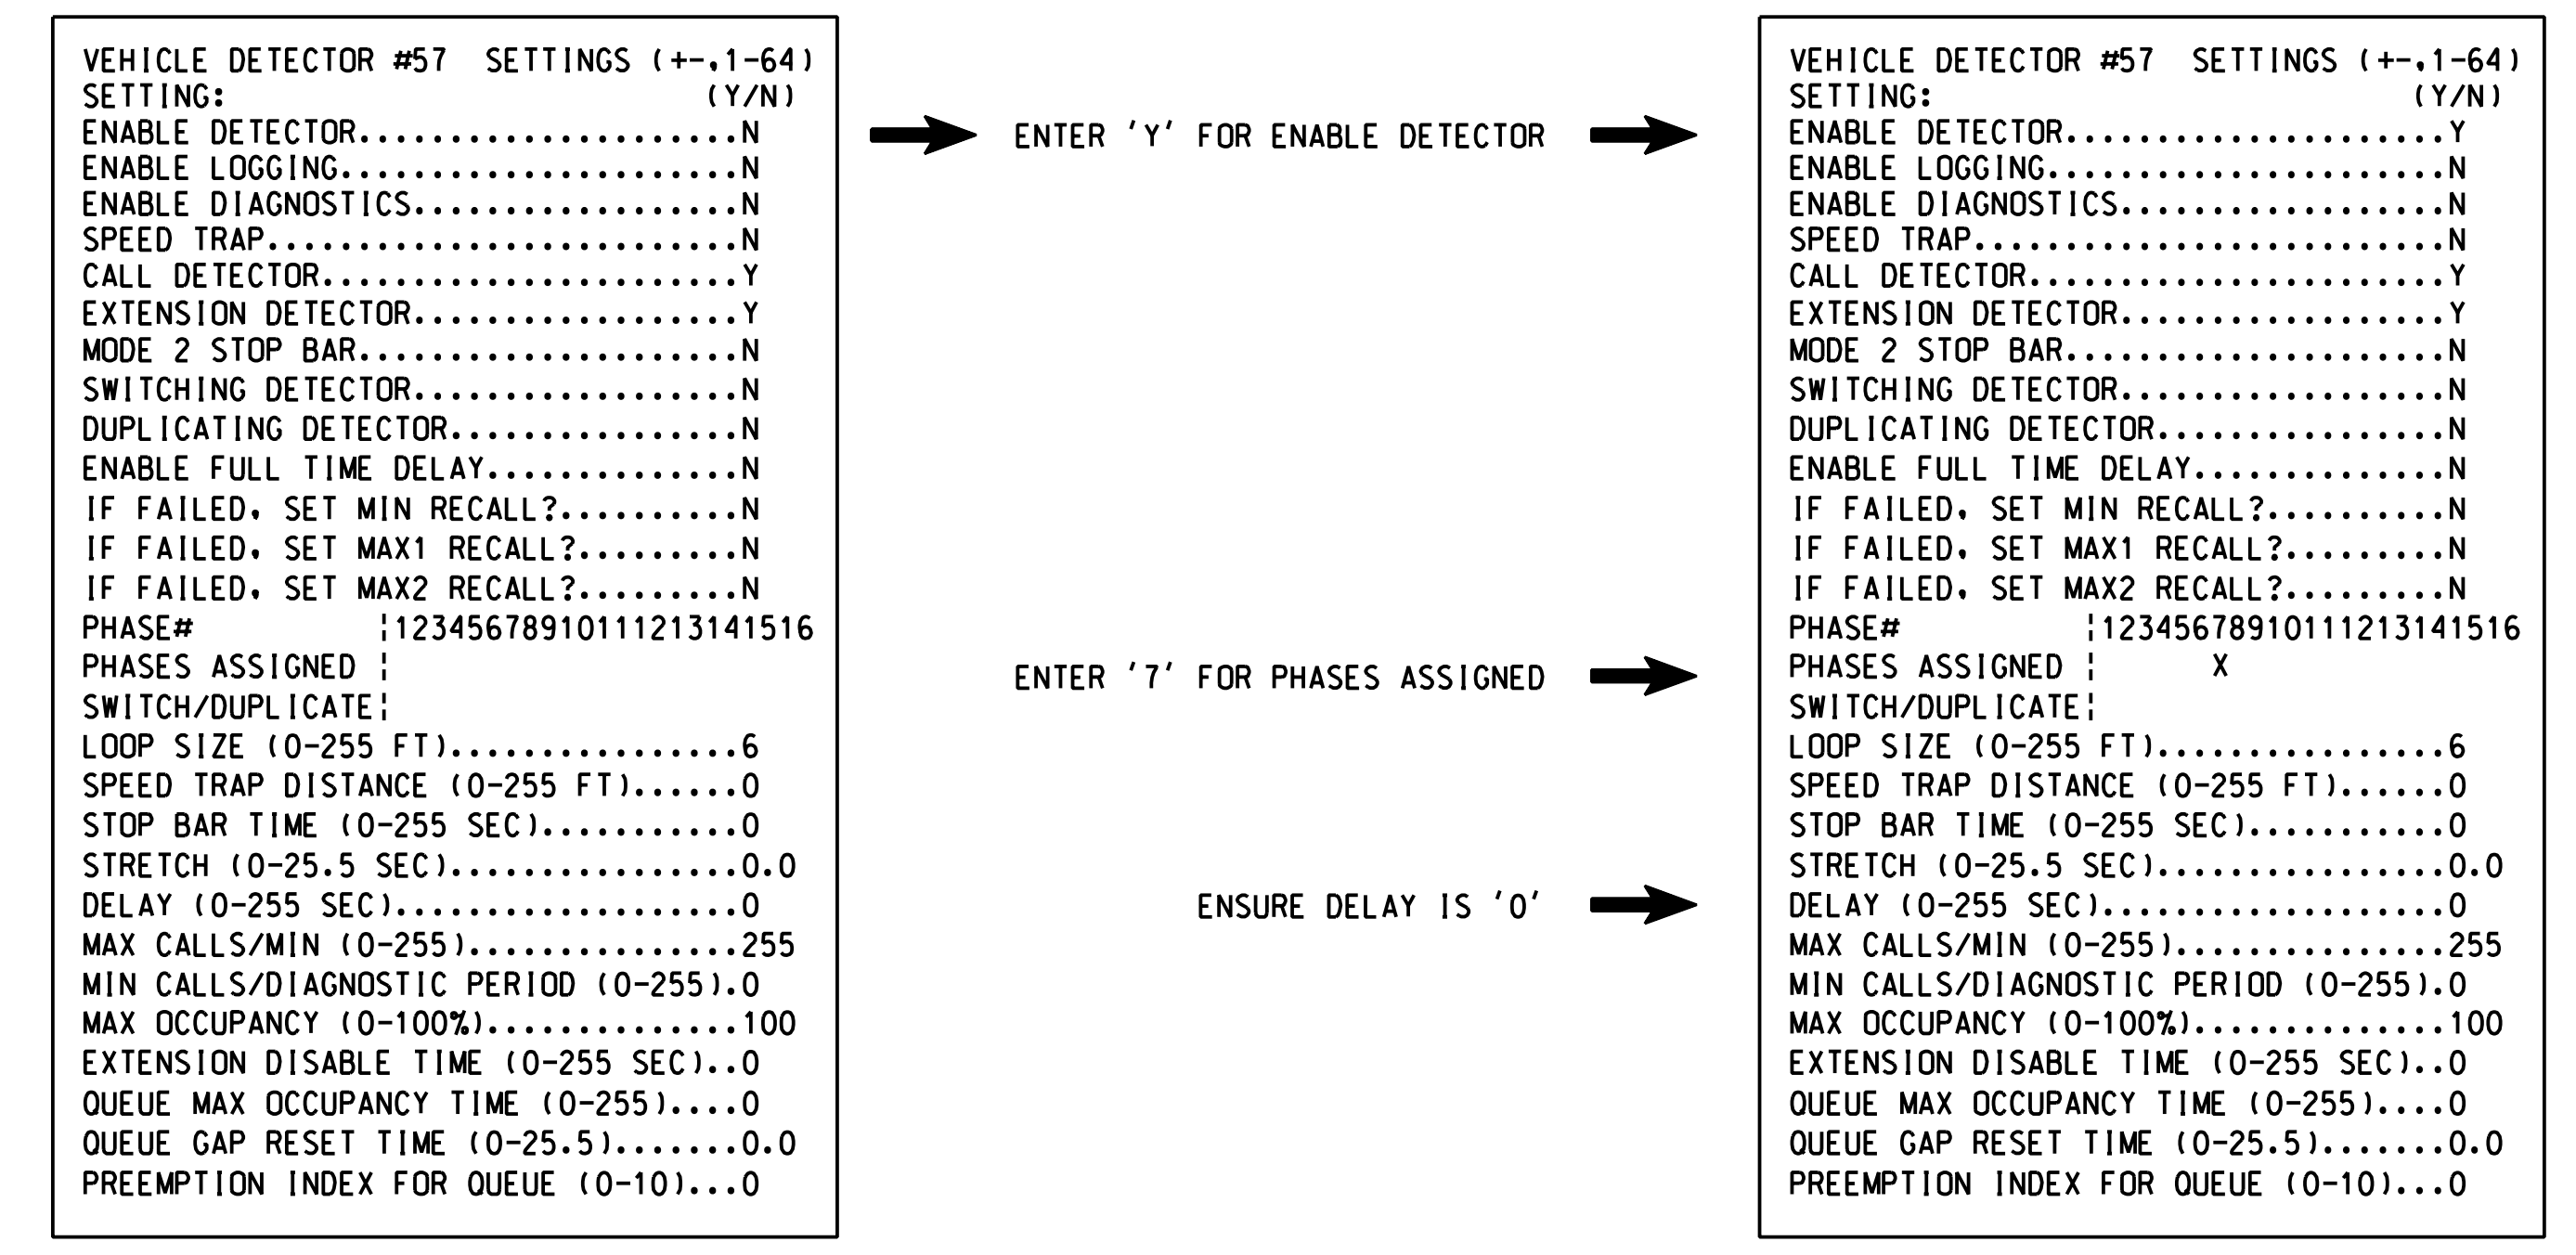 VEHICLE DETECTOR #57 SETTINGS (+-,1-64)
SETTING: (Y/N)
ENABLE DETECTOR.....................N
ENABLE LOGGING......................N
ENABLE DIAGNOSTICS..................N
SPEED TRAP..........................N
CALL DETECTOR.......................Y
EXTENSION DETECTOR..................Y
MODE 2 STOP BAR.....................N
SWITCHING DETECTOR..................N
DUPLICATING DETECTOR................N
ENABLE FULL TIME DELAY..............N
IF FAILED, SET MIN RECALL?..........N
IF FAILED, SET MAX1 RECALL?.........N
IF FAILED, SET MAX2 RECALL?.........N
PHASE# |12345678910111213141516
PHASES ASSIGNED |
SWITCH/DUPLICATE|
LOOP SIZE (0-255 FT)................6
SPEED TRAP DISTANCE (0-255 FT)......0
STOP BAR TIME (0-255 SEC)...........0
STRETCH (0-25.5 SEC)................0.0
DELAY (0-255 SEC)...................0
MAX CALLS/MIN (0-255)...............255
MIN CALLS/DIAGNOSTIC PERIOD (0-255).0
MAX OCCUPANCY (0-100%)..............100
EXTENSION DISABLE TIME (0-255 SEC)..0
QUEUE MAX OCCUPANCY TIME (0-255)....0
QUEUE GAP RESET TIME (0-25.5).......0.0
PREEMPTION INDEX FOR QUEUE (0-10)...0
ENTER 'Y' FOR ENABLE DETECTOR
ENTER '7' FOR PHASES ASSIGNED
ENSURE DELAY IS '0'
VEHICLE DETECTOR #57 SETTINGS (+-,1-64)
SETTING: (Y/N)
ENABLE DETECTOR.....................Y
ENABLE LOGGING......................N
ENABLE DIAGNOSTICS..................N
SPEED TRAP..........................N
CALL DETECTOR.......................Y
EXTENSION DETECTOR..................Y
MODE 2 STOP BAR.....................N
SWITCHING DETECTOR..................N
DUPLICATING DETECTOR................N
ENABLE FULL TIME DELAY..............N
IF FAILED, SET MIN RECALL?..........N
IF FAILED, SET MAX1 RECALL?.........N
IF FAILED, SET MAX2 RECALL?.........N
PHASE# |12345678910111213141516
PHASES ASSIGNED | X
SWITCH/DUPLICATE|
LOOP SIZE (0-255 FT)................6
SPEED TRAP DISTANCE (0-255 FT)......0
STOP BAR TIME (0-255 SEC)...........0
STRETCH (0-25.5 SEC)................0.0
DELAY (0-255 SEC)...................0
MAX CALLS/MIN (0-255)...............255
MIN CALLS/DIAGNOSTIC PERIOD (0-255).0
MAX OCCUPANCY (0-100%)..............100
EXTENSION DISABLE TIME (0-255 SEC)..0
QUEUE MAX OCCUPANCY TIME (0-255)....0
QUEUE GAP RESET TIME (0-25.5).......0.0
PREEMPTION INDEX FOR QUEUE (0-10)...0